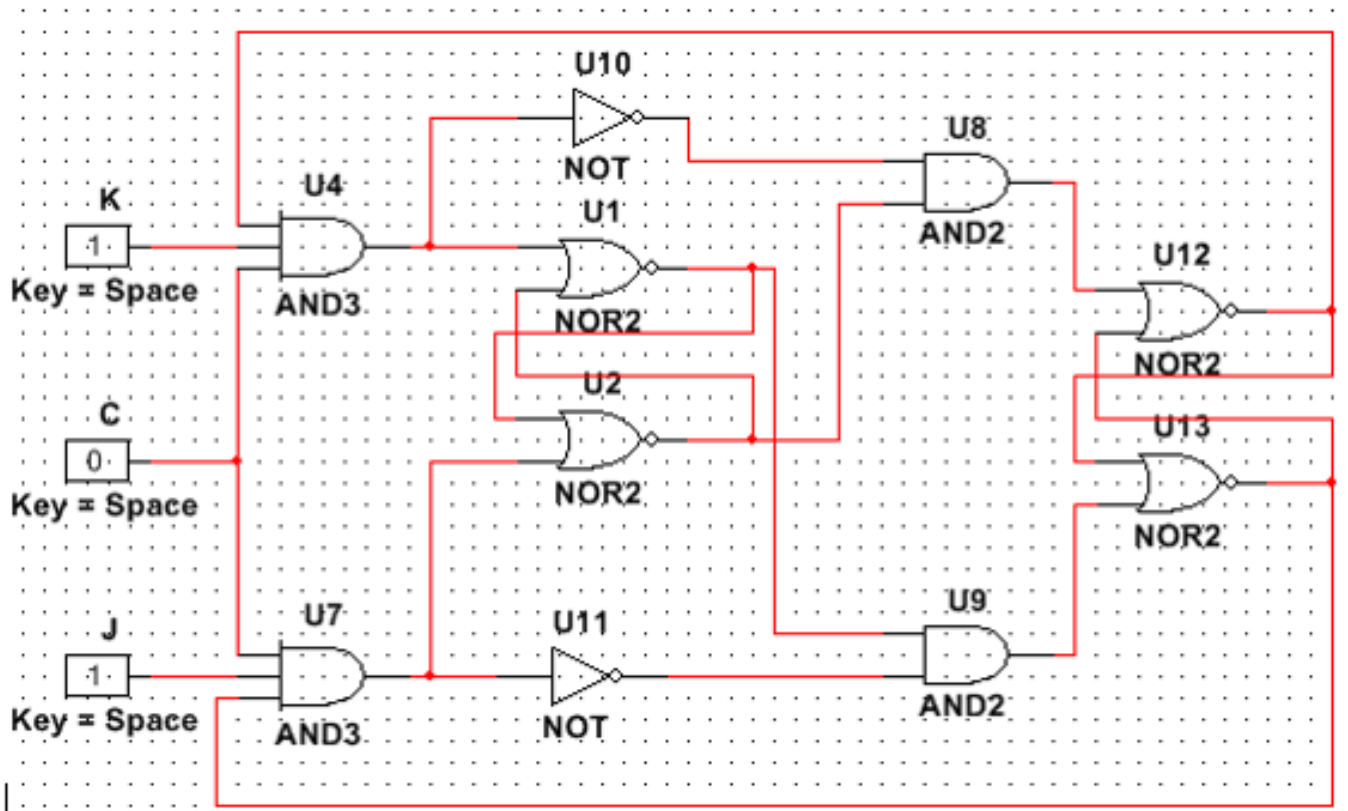 U10
NOT
U8
AND2
K
1
Key = Space
U4
AND3
U1
NOR2
U12
NOR2
U2
NOR2
C
0
Key = Space
U13
NOR2
J
1
Key = Space
U7
AND3
U11
NOT
U9
AND2